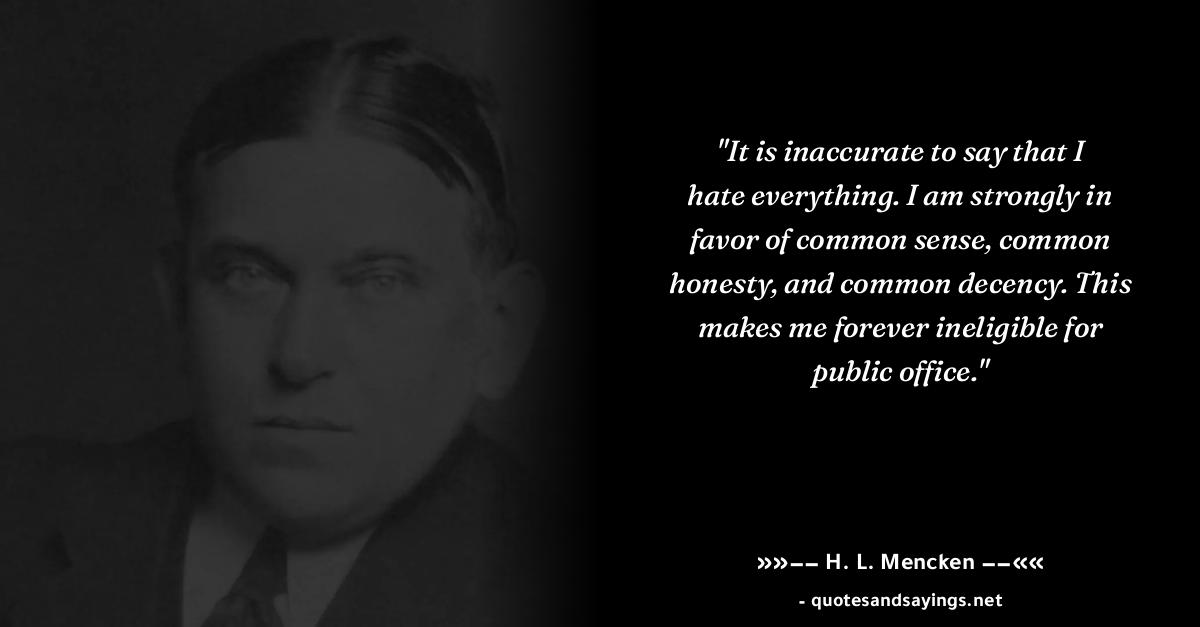 "It is inaccurate to say that I
hate everything. I am strongly in
favor of common sense, common
honesty, and common decency. This
makes me forever ineligible for
public office."
»»–– H. L. Mencken ––««
- quotesandsayings.net